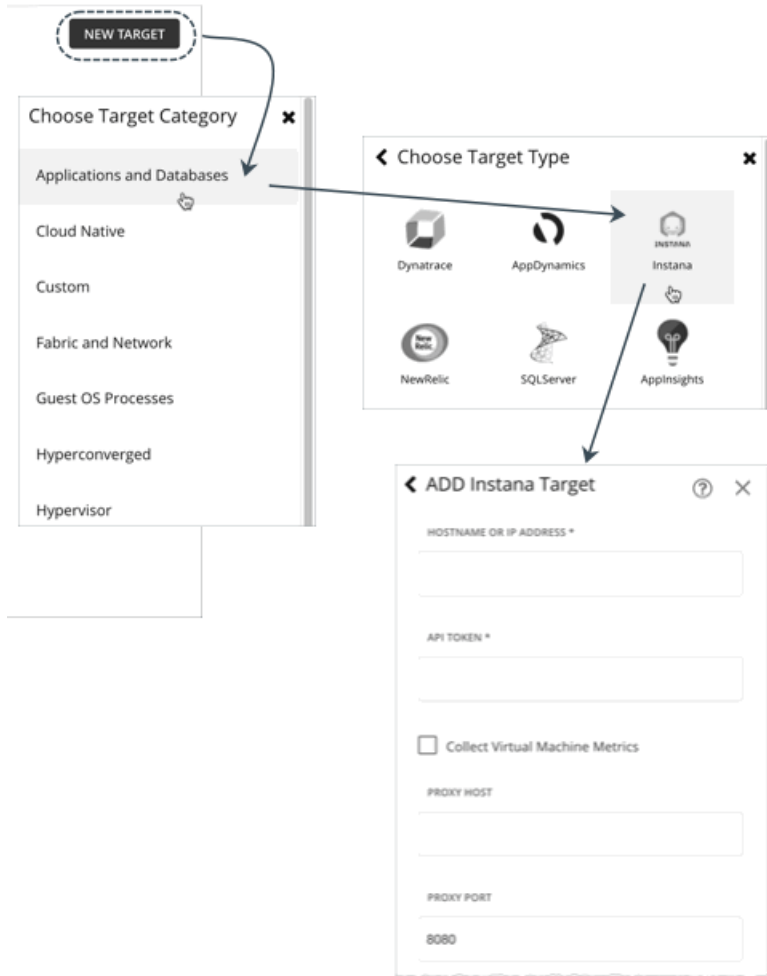 NEW TARGET
Choose Target Category
Applications and Databases
Cloud Native
Custom
Fabric and Network
Guest OS Processes
Hyperconverged
Hypervisor
Choose Target Type
Dynatrace
AppDynamics
INSTANA
Instana
New
Relic
NewRelic
SQLServer
AppInsights
ADD Instana Target
HOSTNAME OR IP ADDRESS *
API TOKEN *
Collect Virtual Machine Metrics
PROXY HOST
PROXY PORT
8080